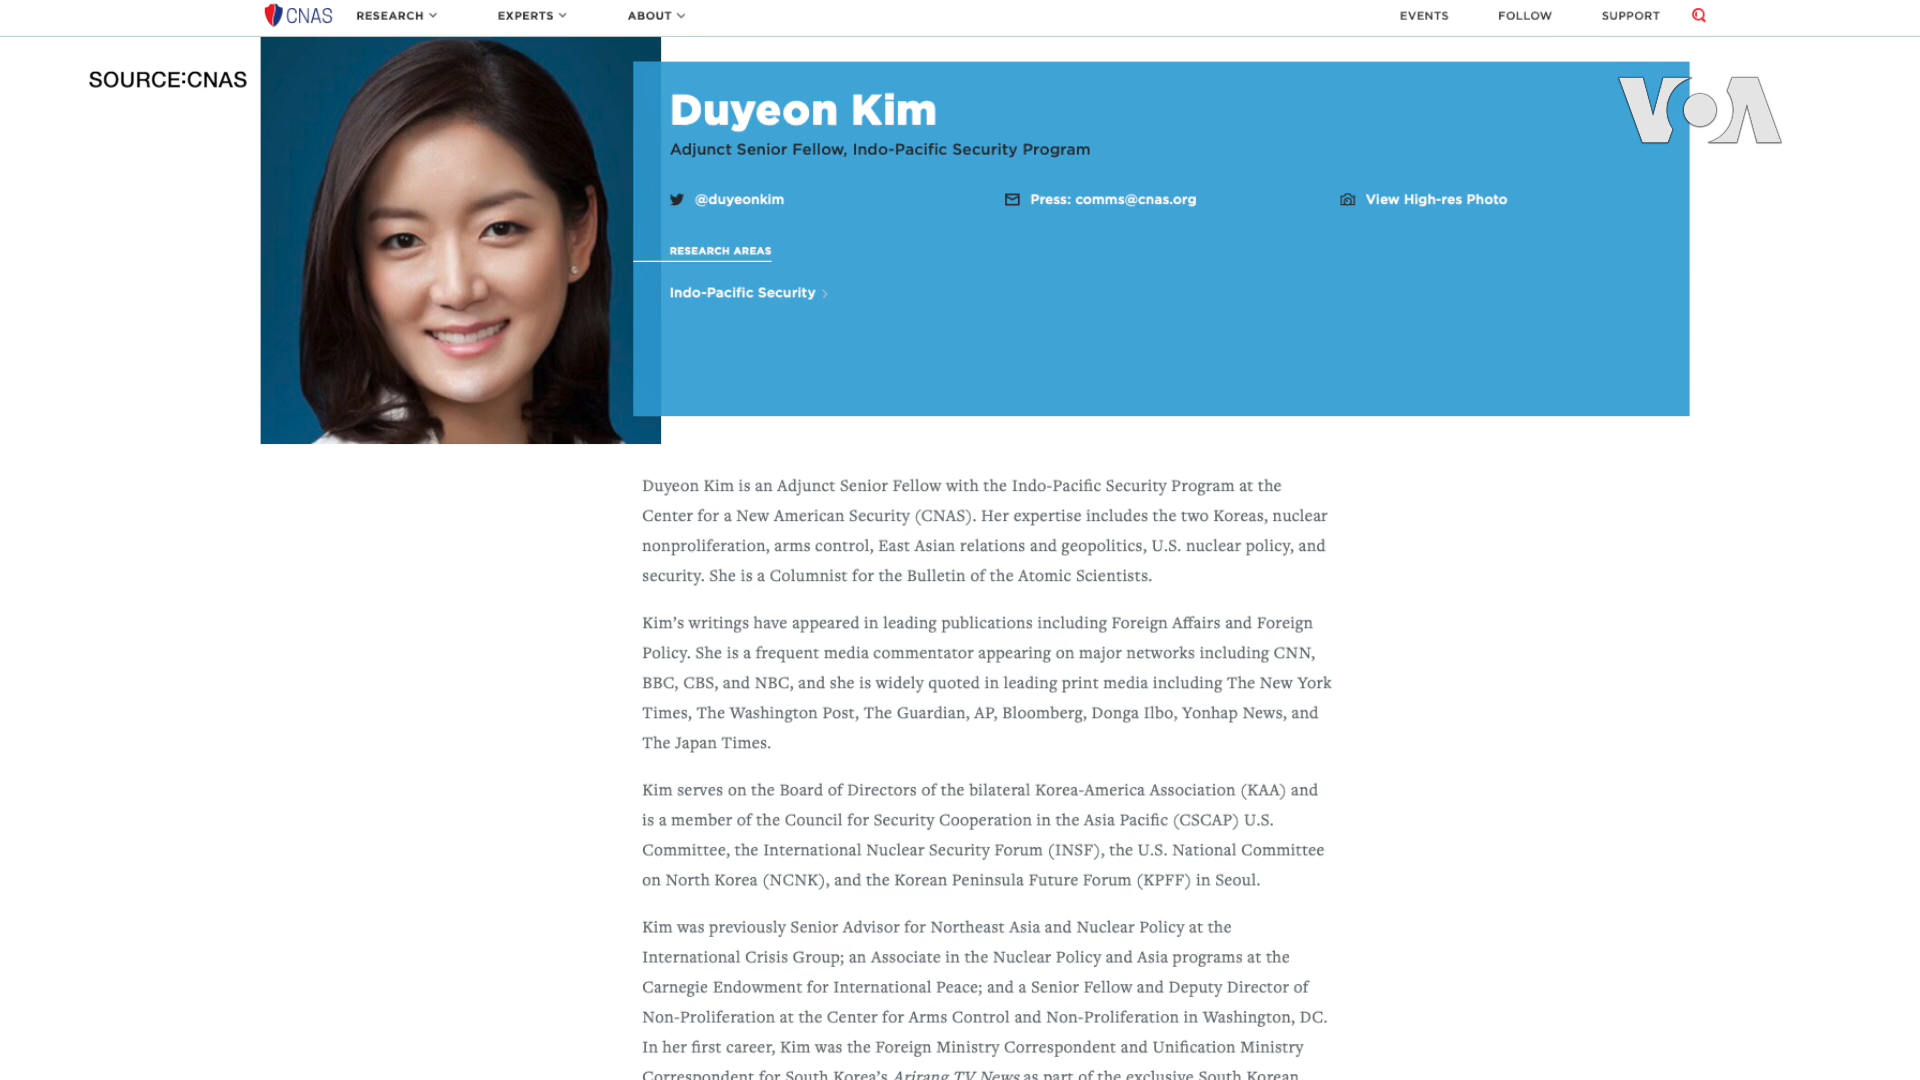 CNAS
RESEARCH
EXPERTS
ABOUT
EVENTS
FOLLOW
SUPPORT
SOURCE:CNAS
VOA
Duyeon Kim
Adjunct Senior Fellow, Indo-Pacific Security Program
@duyeonkim
Press: comms@cnas.org
View High-res Photo
RESEARCH AREAS
Indo-Pacific Security
Duyeon Kim is an Adjunct Senior Fellow with the Indo-Pacific Security Program at the
Center for a New American Security (CNAS). Her expertise includes the two Koreas, nuclear
nonproliferation, arms control, East Asian relations and geopolitics, U.S. nuclear policy, and
security. She is a Columnist for the Bulletin of the Atomic Scientists.
Kim’s writings have appeared in leading publications including Foreign Affairs and Foreign
Policy. She is a frequent media commentator appearing on major networks including CNN,
BBC, CBS, and NBC, and she is widely quoted in leading print media including The New York
Times, The Washington Post, The Guardian, AP, Bloomberg, Donga Ilbo, Yonhap News, and
The Japan Times.
Kim serves on the Board of Directors of the bilateral Korea-America Association (KAA) and
is a member of the Council for Security Cooperation in the Asia Pacific (CSCAP) U.S.
Committee, the International Nuclear Security Forum (INSF), the U.S. National Committee
on North Korea (NCNK), and the Korean Peninsula Future Forum (KPFF) in Seoul.
Kim was previously Senior Advisor for Northeast Asia and Nuclear Policy at the
International Crisis Group; an Associate in the Nuclear Policy and Asia programs at the
Carnegie Endowment for International Peace; and a Senior Fellow and Deputy Director of
Non-Proliferation at the Center for Arms Control and Non-Proliferation in Washington, DC.
In her first career, Kim was the Foreign Ministry Correspondent and Unification Ministry
Correspondent for South Korea’s Arirang TV News as part of the exclusive South Korean